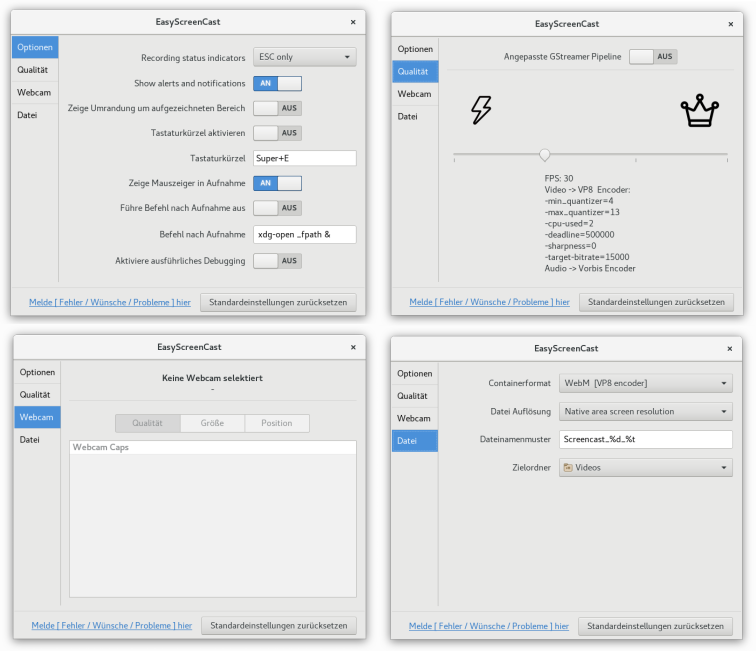 EasyScreenCast ×
Optionen
Qualität
Webcam
Datei
Recording status indicators ESC only
Show alerts and notifications AN
Zeige Umrandung um aufgezeichneten Bereich AUS
Tastaturkürzel aktivieren AUS
Tastaturkürzel Super+E
Zeige Mauszeiger in Aufnahme AN
Führe Befehl nach Aufnahme aus AUS
Befehl nach Aufnahme xdg-open _fpath &
Aktiviere ausführliches Debugging AUS
Melde [ Fehler / Wünsche / Probleme ] hier Standardeinstellungen zurücksetzen
EasyScreenCast ×
Optionen
Qualität
Webcam
Datei
Angepasste GStreamer Pipeline AUS
FPS: 30
Video -> VP8 Encoder:
-min_quantizer=4
-max_quantizer=13
-cpu-used=2
-deadline=500000
-sharpness=0
-target-bitrate=15000
Audio -> Vorbis Encoder
Melde [ Fehler / Wünsche / Probleme ] hier Standardeinstellungen zurücksetzen
EasyScreenCast ×
Optionen
Qualität
Webcam
Datei
Keine Webcam selektiert
-
Qualität Größe Position
Webcam Caps
Melde [ Fehler / Wünsche / Probleme ] hier Standardeinstellungen zurücksetzen
EasyScreenCast ×
Optionen
Qualität
Webcam
Datei
Containerformat WebM [VP8 encoder]
Datei Auflösung Native area screen resolution
Dateinamenmuster Screencast_%d_%t
Zielordner Videos
Melde [ Fehler / Wünsche / Probleme ] hier Standardeinstellungen zurücksetzen